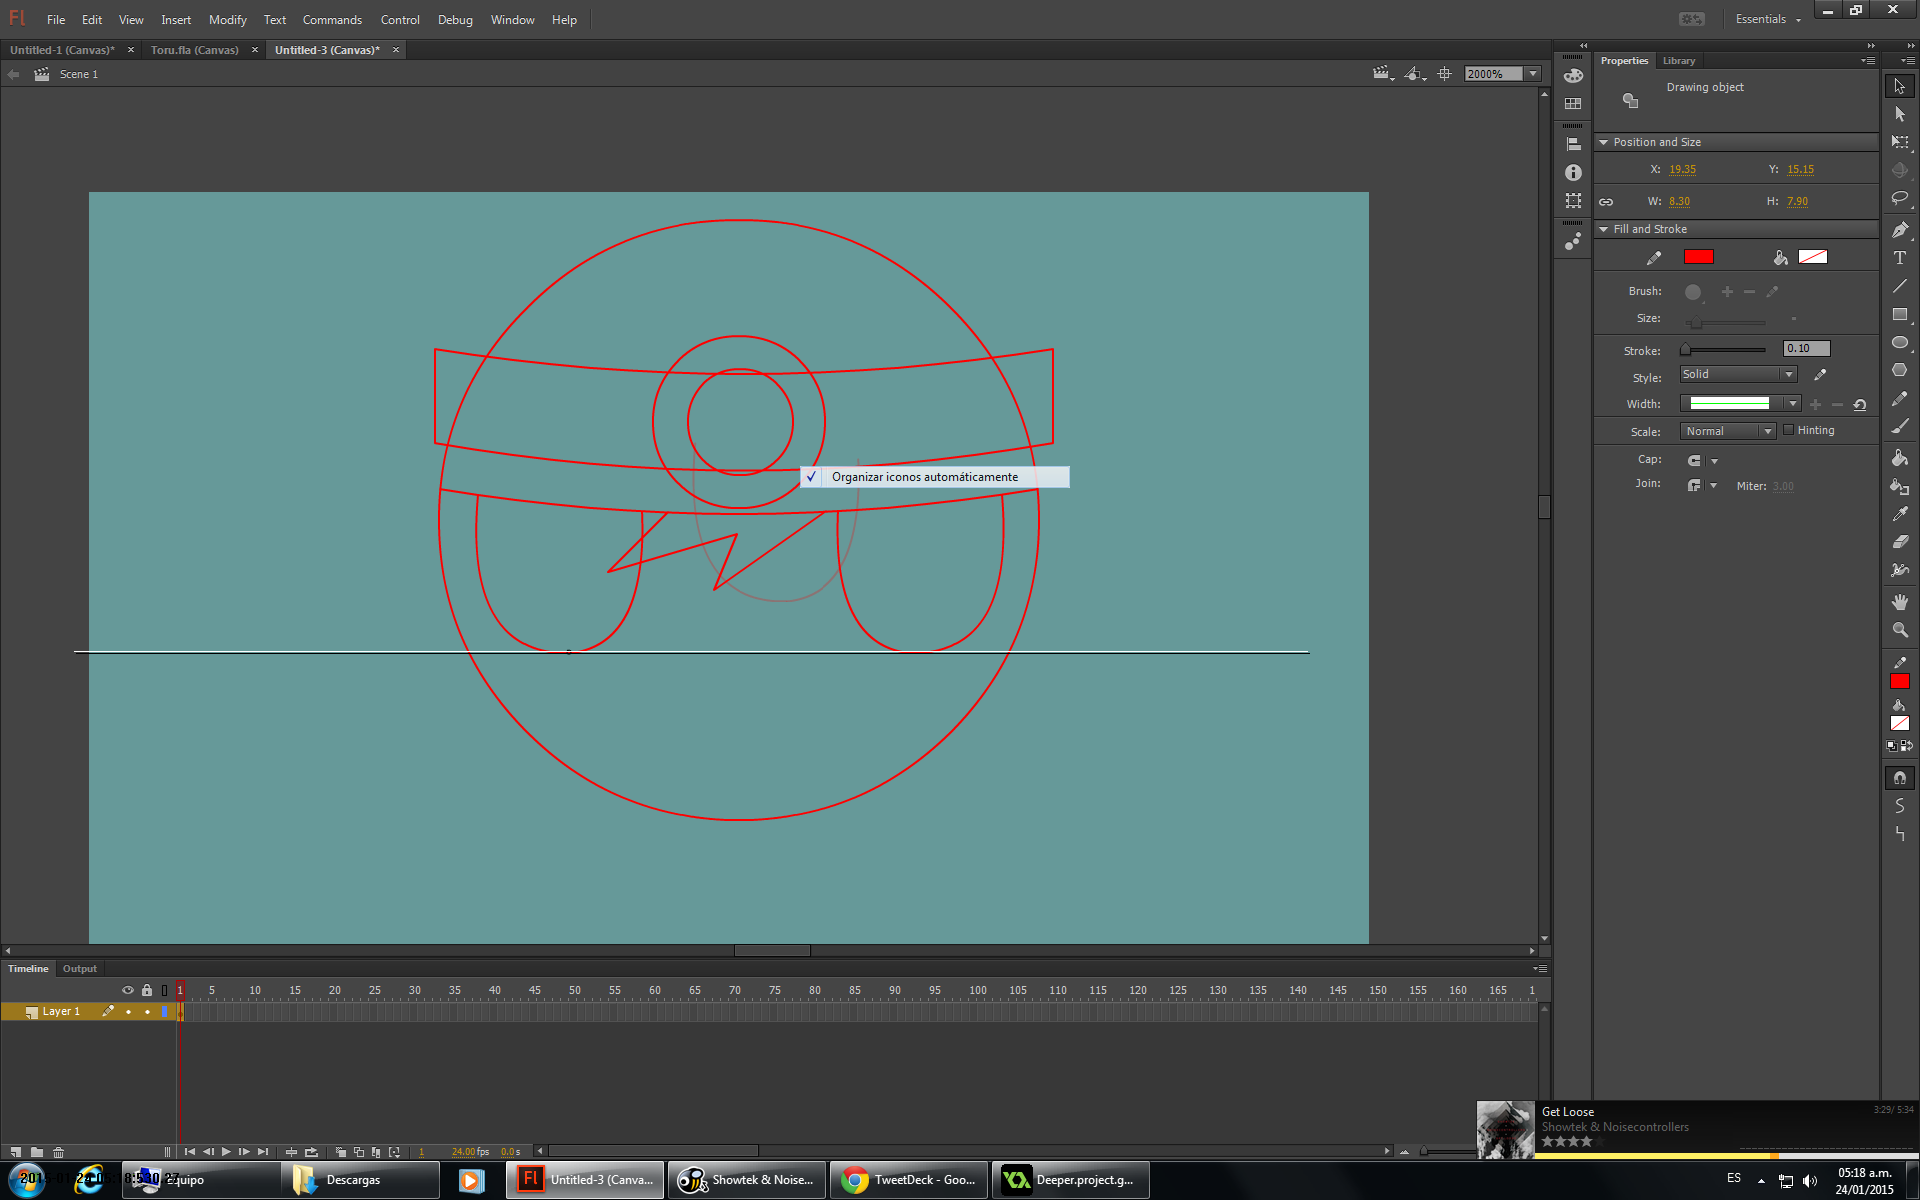 Fl File Edit View Insert Modify Text Commands Control Debug Window Help Essentials
Untitled-1 (Canvas)* × Toru.fla (Canvas) × Untitled-3 (Canvas)* ×
Scene 1 2000%
Properties Library
Drawing object
Position and Size
X: 19.35 Y: 15.15
W: 8.30 H: 7.90
Fill and Stroke
Brush:
Size: -
Stroke: 0.10
Style: Solid
Width:
Scale: Normal Hinting
Cap:
Join: Miter: 3.00
✓ Organizar iconos automáticamente
Timeline Output
1 5 10 15 20 25 30 35 40 45 50 55 60 65 70 75 80 85 90 95 100 105 110 115 120 125 130 135 140 145 150 155 160 165 1
Layer 1
1 24.00 fps 0.0 s
Get Loose 3:29/ 5:34
Showtek & Noisecontrollers
Equipo Descargas Fl Untitled-3 (Canva... Showtek & Noise... TweetDeck - Goo... Deeper.project.g... ES
05:18 a.m.
24/01/2015